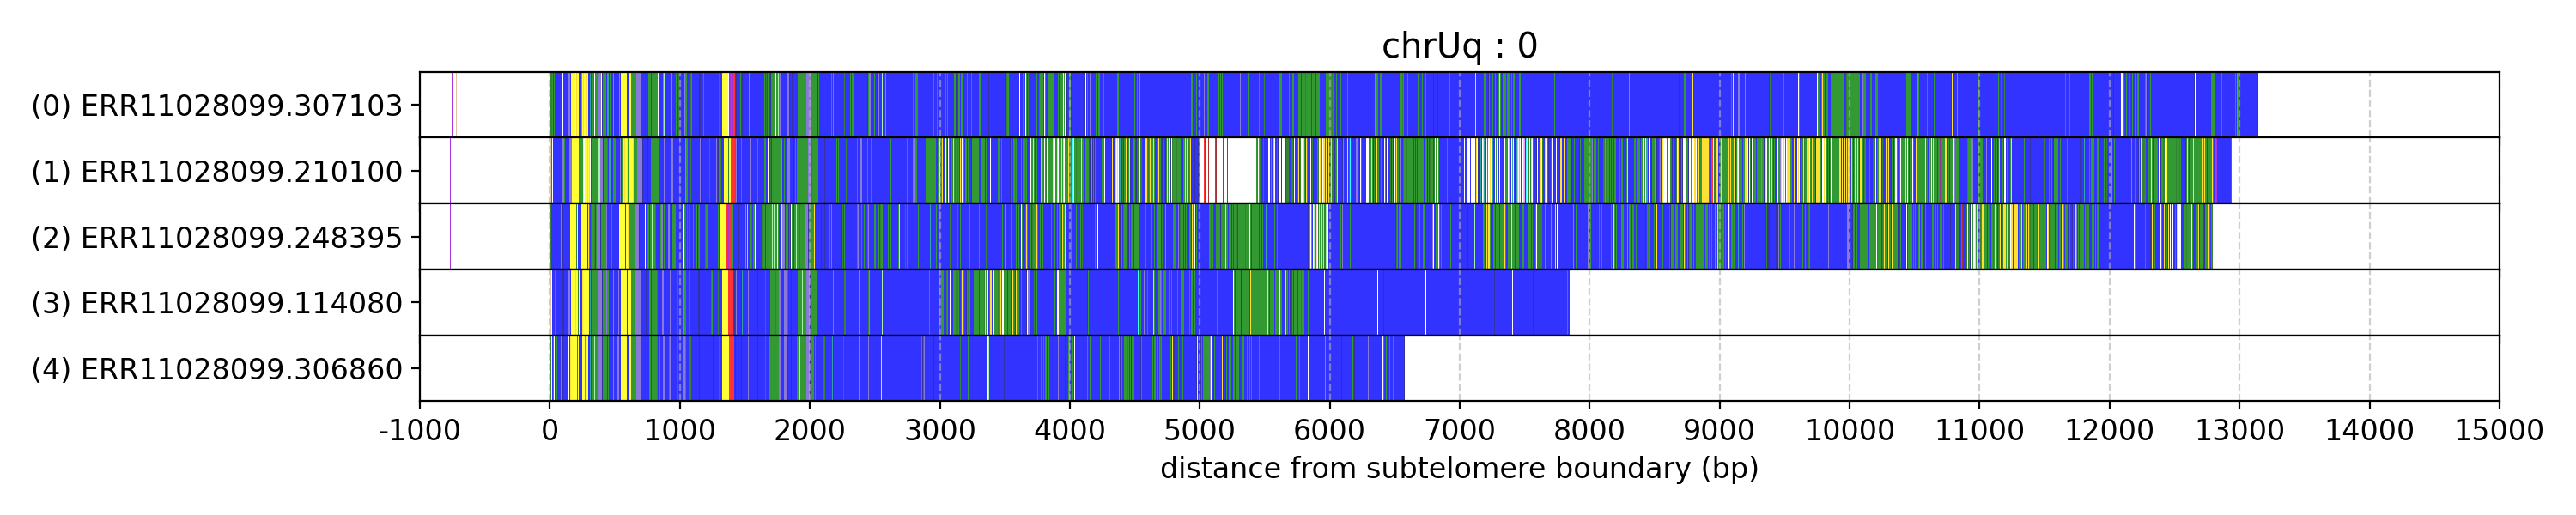 chrUq : 0
(0) ERR11028099.307103
(1) ERR11028099.210100
(2) ERR11028099.248395
(3) ERR11028099.114080
(4) ERR11028099.306860
-1000 0 1000 2000 3000 4000 5000 6000 7000 8000 9000 10000 11000 12000 13000 14000 15000
distance from subtelomere boundary (bp)